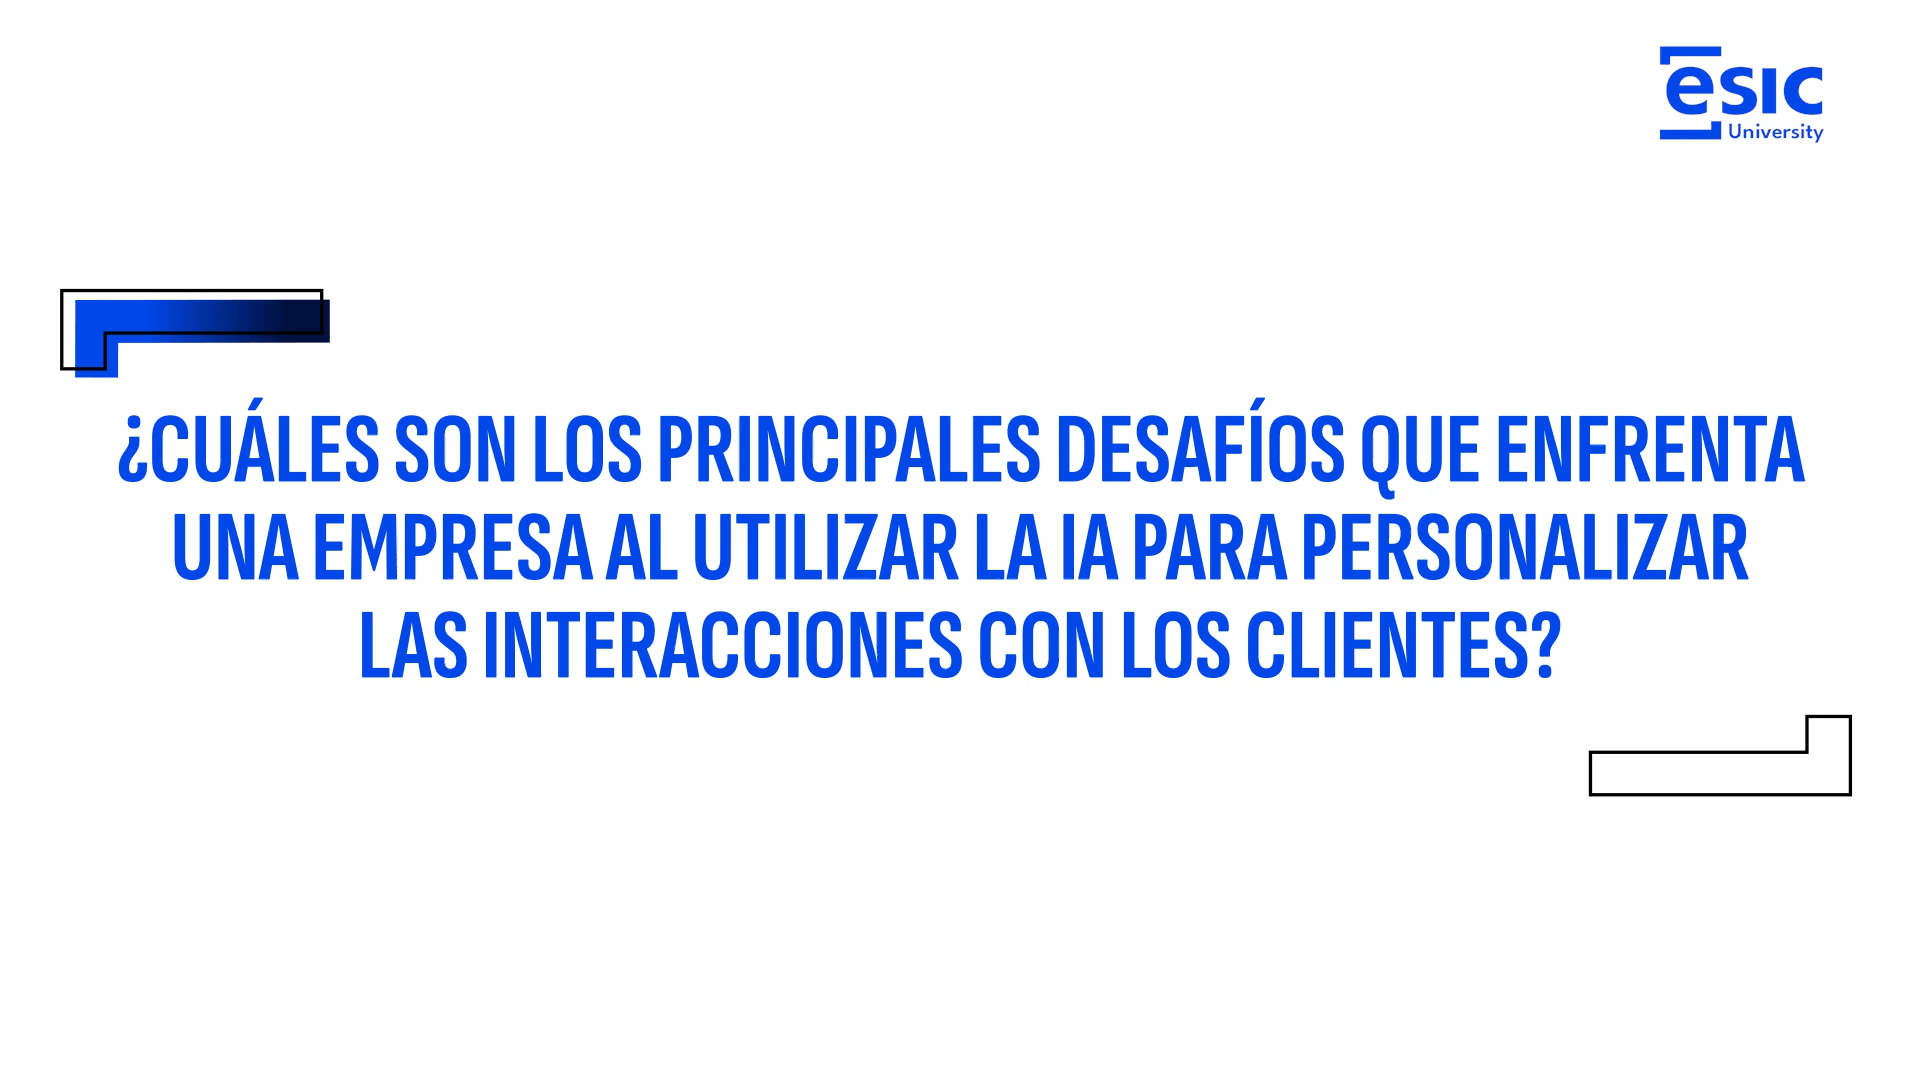 esic
University
¿CUÁLES SON LOS PRINCIPALES DESAFÍOS QUE ENFRENTA
UNA EMPRESA AL UTILIZAR LA IA PARA PERSONALIZAR
LAS INTERACCIONES CON LOS CLIENTES?